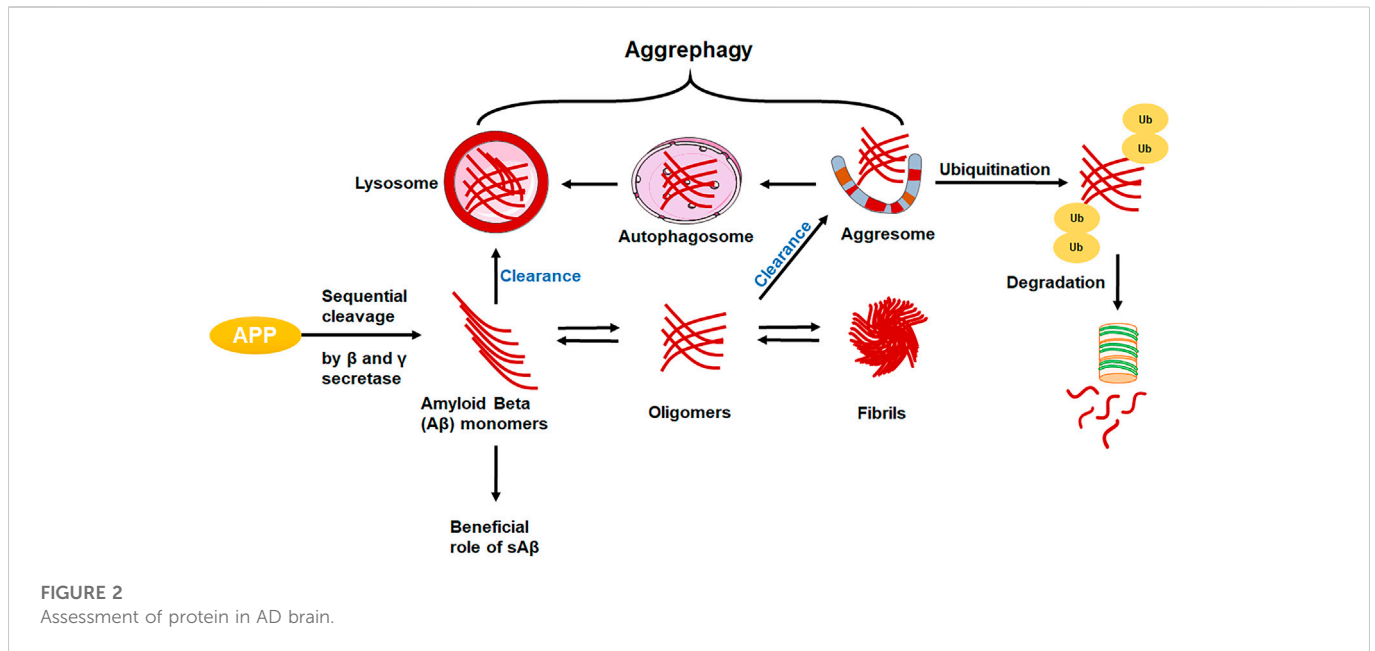 Aggrephagy
Ub
Ub
Lysosome
Ubiquitination
Autophagosome
Aggresome
Ub
Ub
Clearance
Clearance
Degradation
APP
Sequential
cleavage
by β and γ
secretase
Amyloid Beta
(Aβ) monomers
Oligomers
Fibrils
Beneficial
role of sAβ
FIGURE 2
Assessment of protein in AD brain.